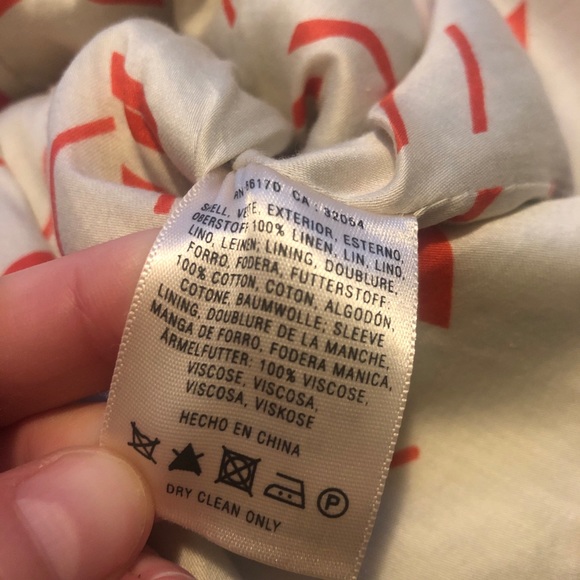 RN 56170 CA : 32054
SHELL, VETE, EXTERIOR, ESTERNO,
OBERSTOFF 100% LINEN, LIN, LINO,
LINO, LEINEN; LINING, DOUBLURE,
FORRO, FODERA, FUTTERSTOFF:
100% COTTON, COTON, ALGODÓN,
COTONE BAUMWOLLE; SLEEVE
LINING, DOUBLURE DE LA MANCHE,
MANGA DE FORRO, FODERA MANICA,
ÄRMELFUTTER: 100% VISCOSE,
VISCOSE, VISCOSA,
VISCOSA, VISKOSE
HECHO EN CHINA
P
DRY CLEAN ONLY